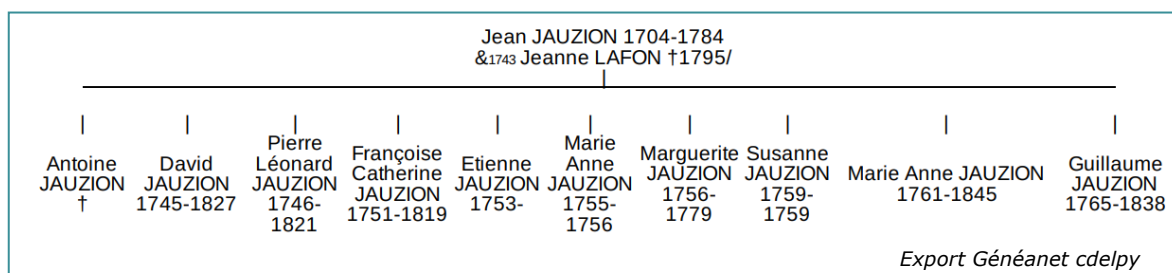 Jean JAUZION 1704-1784
&1743 Jeanne LAFON †1795/
Antoine
JAUZION
†
David
JAUZION
1745-1827
Pierre
Léonard
JAUZION
1746-
1821
Françoise
Catherine
JAUZION
1751-1819
Etienne
JAUZION
1753-
Marie
Anne
JAUZION
1755-
1756
Marguerite
JAUZION
1756-
1779
Susanne
JAUZION
1759-
1759
Marie Anne JAUZION
1761-1845
Guillaume
JAUZION
1765-1838
Export Généanet cdelpy